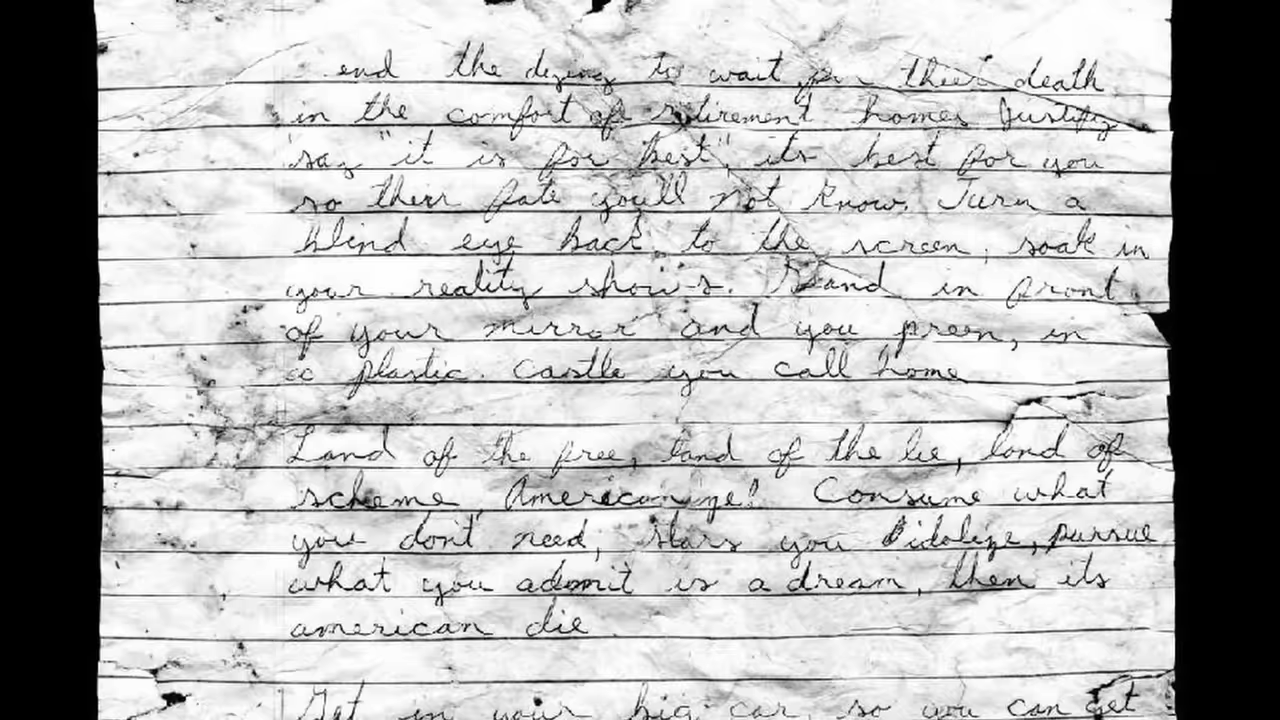 end the dying to wait for their death
in the comfort of retirement homes Justify
say "it is for best" its best for you
so their fate you'll not know. Turn a
blind eye back to the screen, soak in
your reality show's. Stand in front
of your mirror and you preen, in
a plastic Castle you call home
Land of the free, land of the lie, land of
scheme Americanize! Consume what
you don't need, stars you idolize, pursue
what you admit is a dream, then its
american die
Get in your big car, so you can get